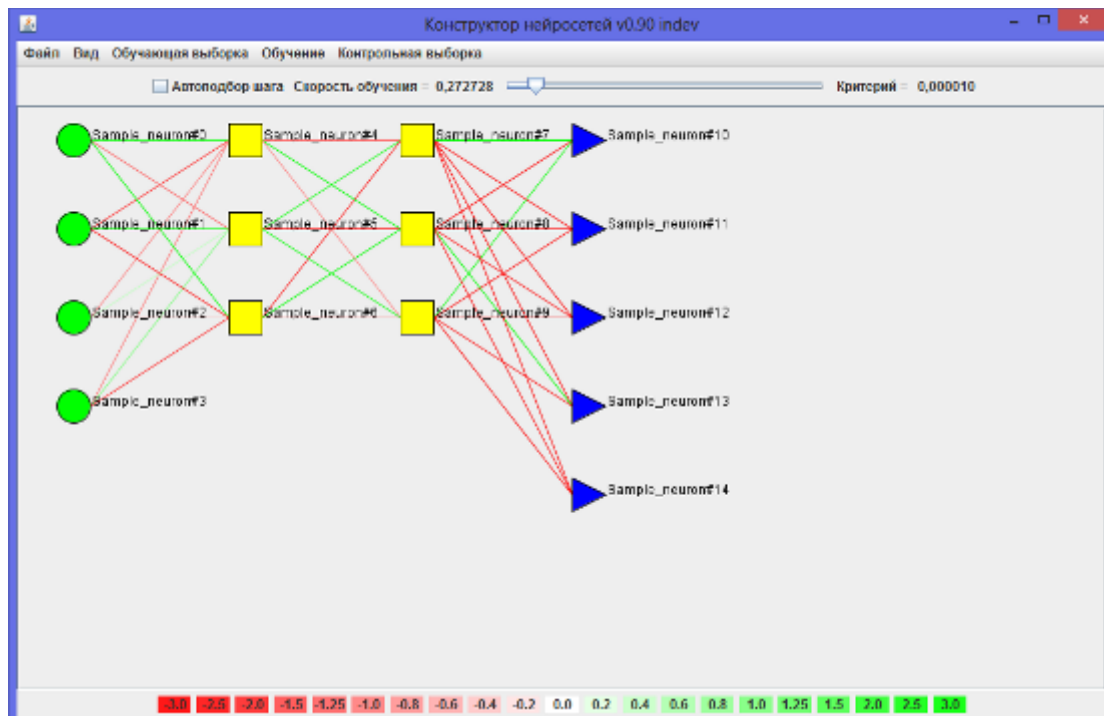 Конструктор нейросетей v0.90 indev
Файл Вид Обучающая выборка Обучение Контрольная выборка
Автоподбор шага Скорость обучения = 0,272728 Критерий = 0,000010
Sample_neuron#0 Sample_neuron#4 Sample_neuron#7 Sample_neuron#10
Sample_neuron#1 Sample_neuron#5 Sample_neuron#8 Sample_neuron#11
Sample_neuron#2 Sample_neuron#6 Sample_neuron#9 Sample_neuron#12
Sample_neuron#3 Sample_neuron#13
Sample_neuron#14
-3.0 -2.5 -2.0 -1.5 -1.25 -1.0 -0.8 -0.6 -0.4 -0.2 0.0 0.2 0.4 0.6 0.8 1.0 1.25 1.5 2.0 2.5 3.0